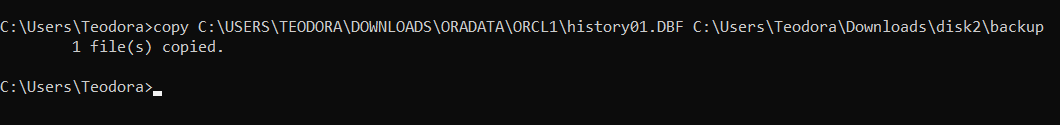 C:\Users\Teodora>copy C:\USERS\TEODORA\DOWNLOADS\ORADATA\ORCL1\history01.DBF C:\Users\Teodora\Downloads\disk2\backup
        1 file(s) copied.
C:\Users\Teodora>